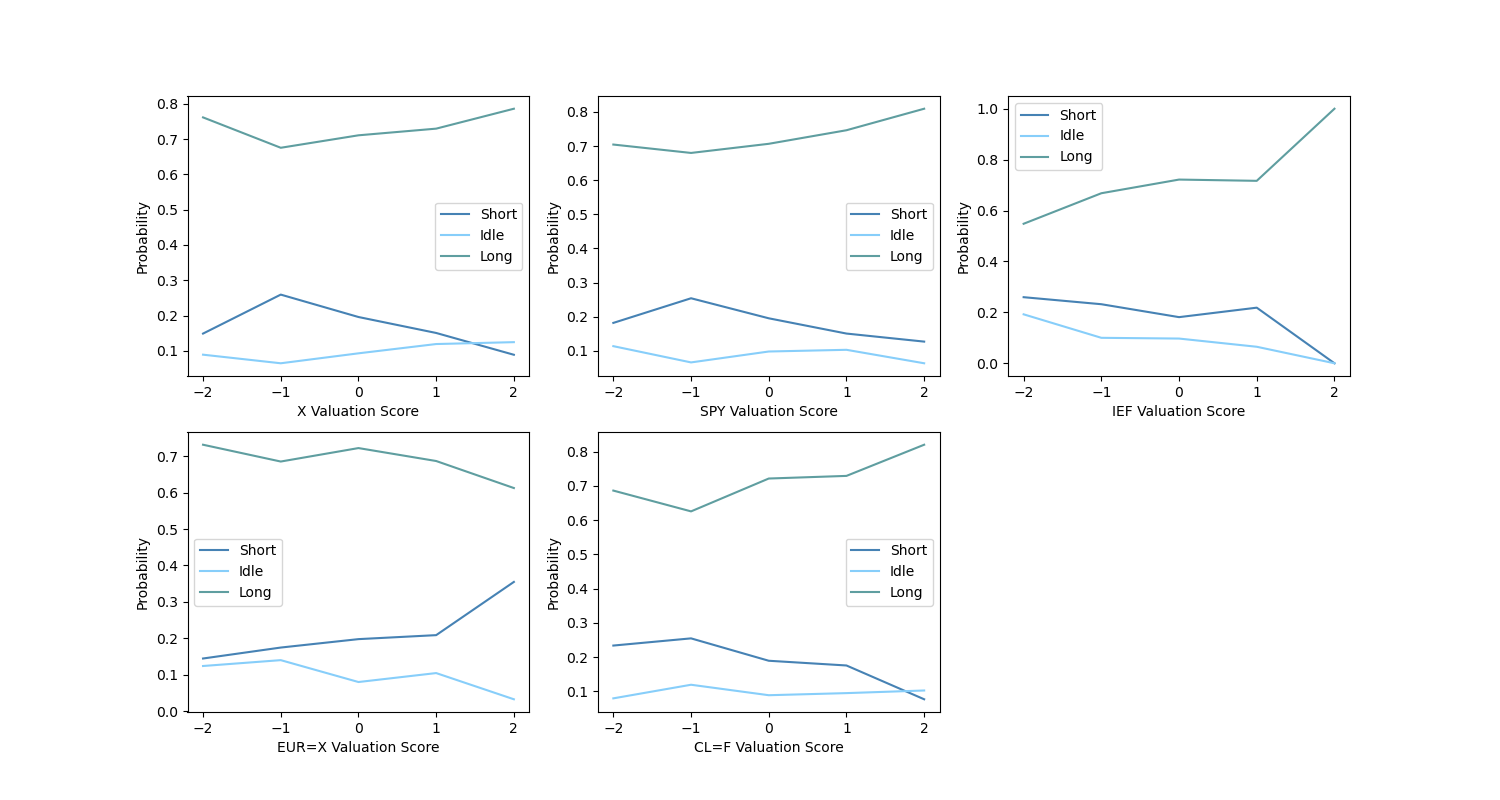 0.8
0.7
0.6
0.5
0.4
0.3
0.2
0.1
Probability
Short
Idle
Long
−2 −1 0 1 2
X Valuation Score
0.8
0.7
0.6
0.5
0.4
0.3
0.2
0.1
Probability
Short
Idle
Long
−2 −1 0 1 2
SPY Valuation Score
1.0
0.8
0.6
0.4
0.2
0.0
Probability
Short
Idle
Long
−2 −1 0 1 2
IEF Valuation Score
0.7
0.6
0.5
0.4
0.3
0.2
0.1
0.0
Probability
Short
Idle
Long
−2 −1 0 1 2
EUR=X Valuation Score
0.8
0.7
0.6
0.5
0.4
0.3
0.2
0.1
Probability
Short
Idle
Long
−2 −1 0 1 2
CL=F Valuation Score